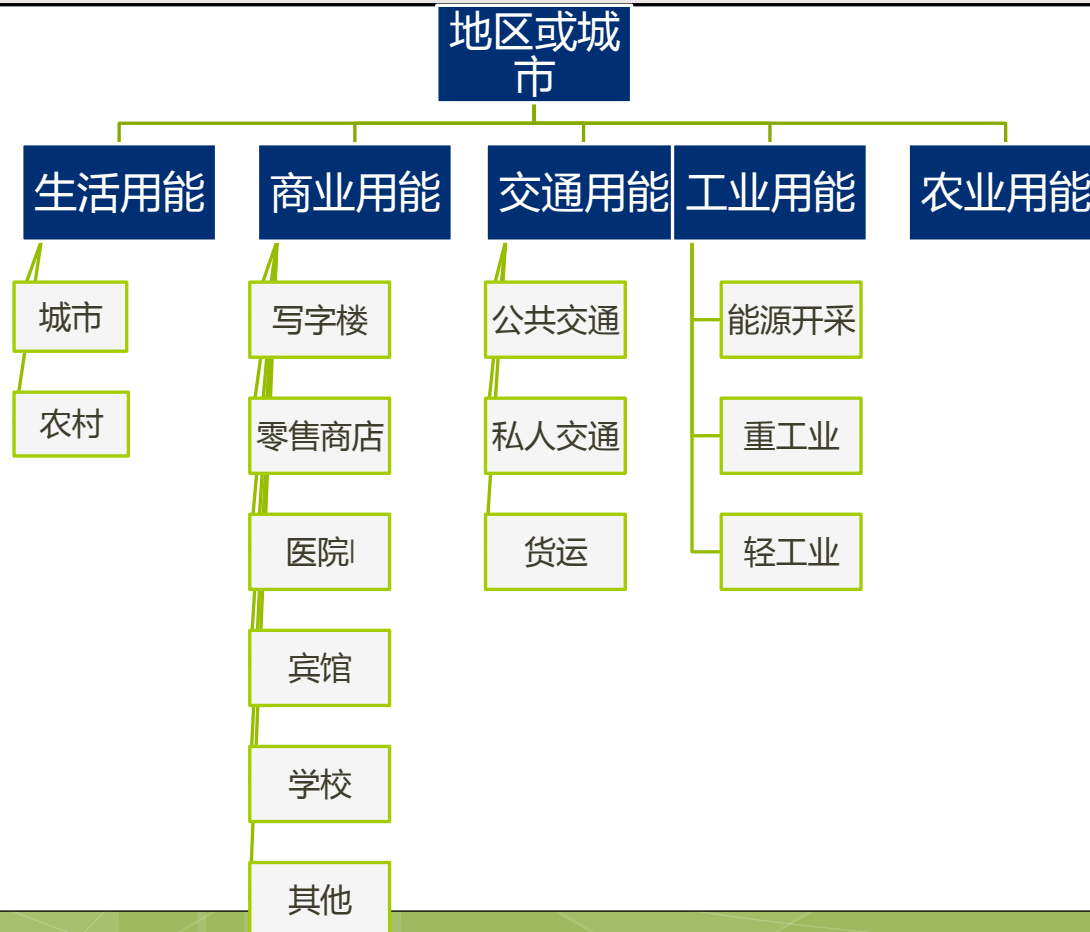 地区或城
市
生活用能
商业用能
交通用能
工业用能
农业用能
城市
农村
写字楼
零售商店
医院l
宾馆
学校
其他
公共交通
私人交通
货运
能源开采
重工业
轻工业